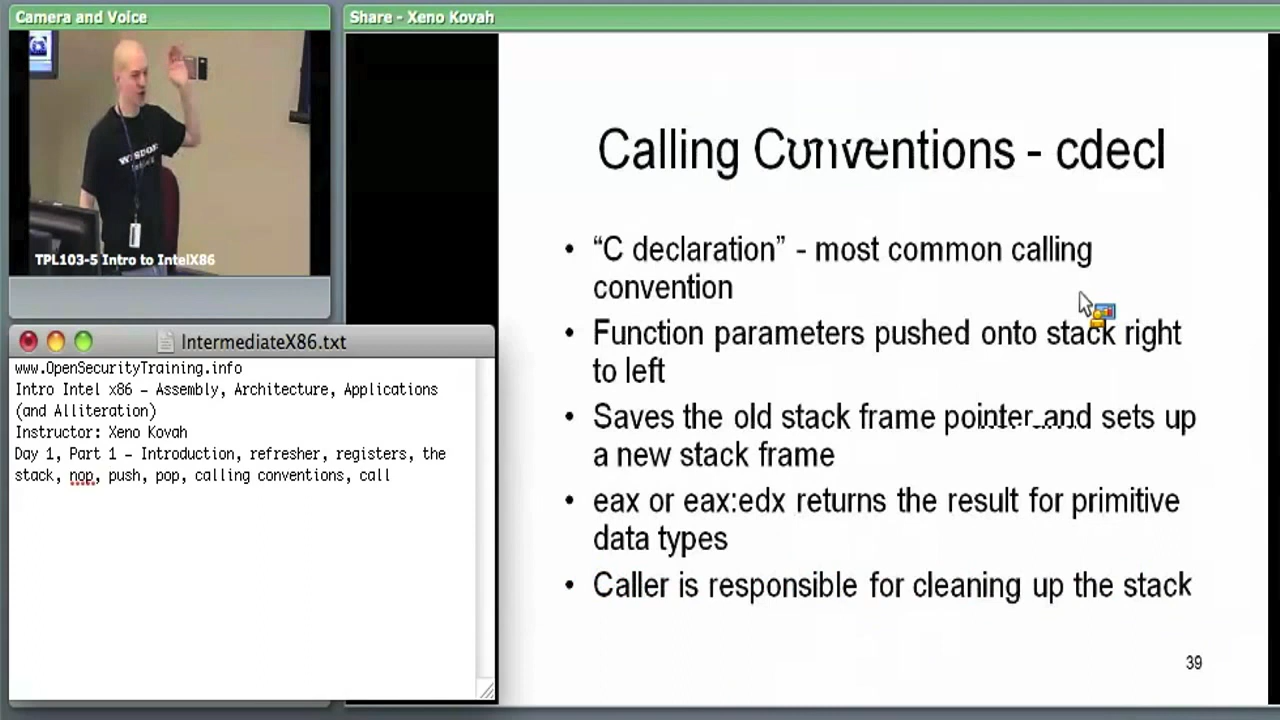 Camera and Voice
TPL103-5 Intro to IntelX86
IntermediateX86.txt
www.OpenSecurityTraining.info
Intro Intel x86 – Assembly, Architecture, Applications
(and Alliteration)
Instructor: Xeno Kovah
Day 1, Part 1 – Introduction, refresher, registers, the
stack, nop, push, pop, calling conventions, call
Share - Xeno Kovah
Calling Conventions - cdecl
• “C declaration” - most common calling
convention
• Function parameters pushed onto stack right
to left
• Saves the old stack frame pointer and sets up
a new stack frame
• eax or eax:edx returns the result for primitive
data types
• Caller is responsible for cleaning up the stack
39